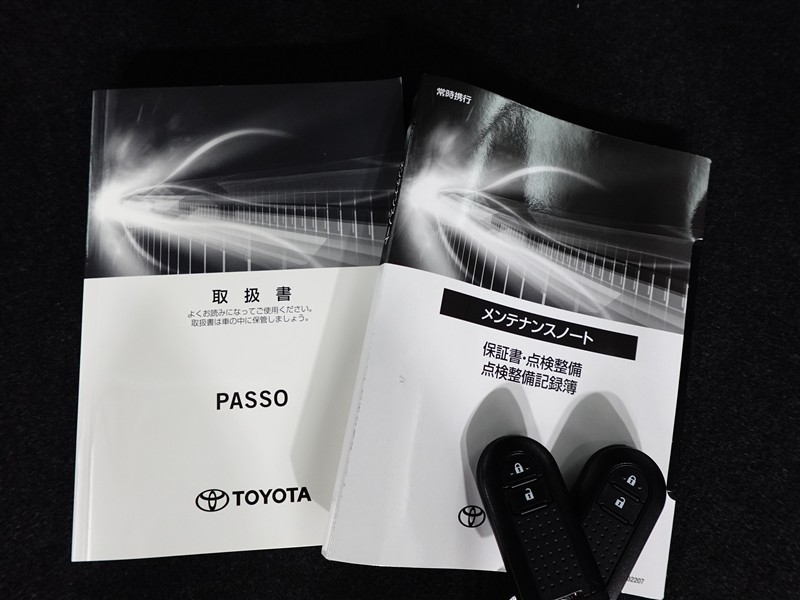 取扱書
よくお読みになってご使用ください。
取扱書は車の中に保管しましょう。
PASSO
TOYOTA
常時携行
メンテナンスノート
保証書・点検整備
点検整備記録簿